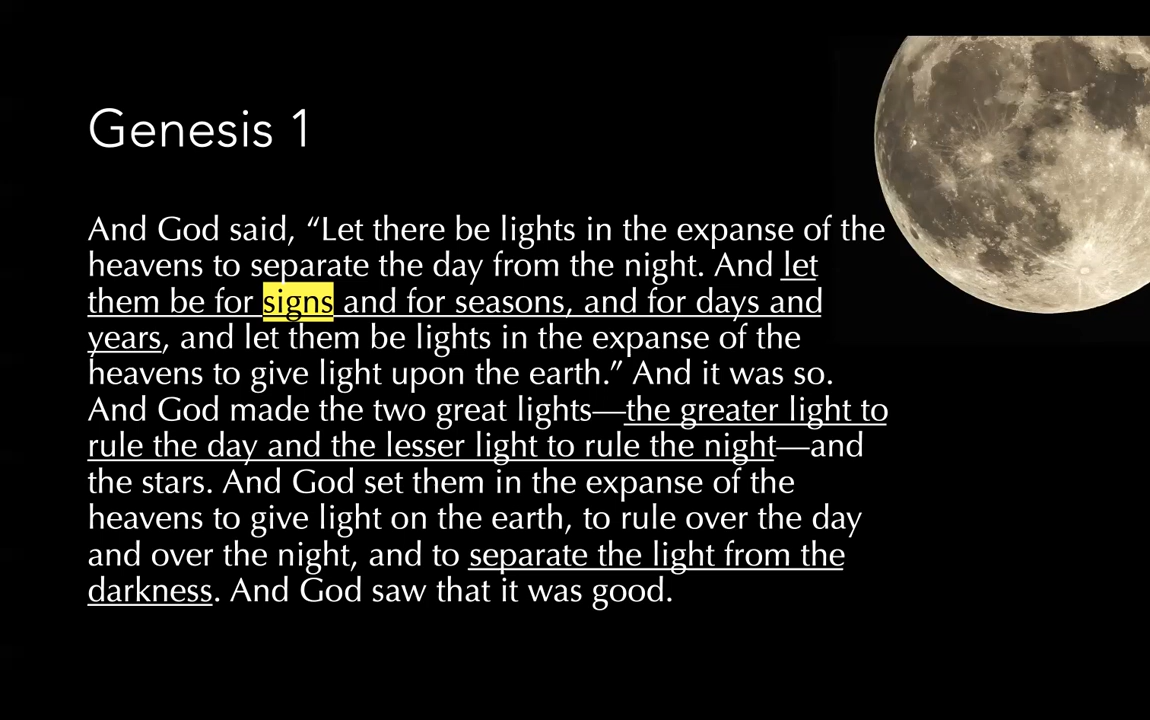 Genesis 1
And God said, “Let there be lights in the expanse of the
heavens to separate the day from the night. And let
them be for signs and for seasons, and for days and
years, and let them be lights in the expanse of the
heavens to give light upon the earth.” And it was so.
And God made the two great lights—the greater light to
rule the day and the lesser light to rule the night—and
the stars. And God set them in the expanse of the
heavens to give light on the earth, to rule over the day
and over the night, and to separate the light from the
darkness. And God saw that it was good.